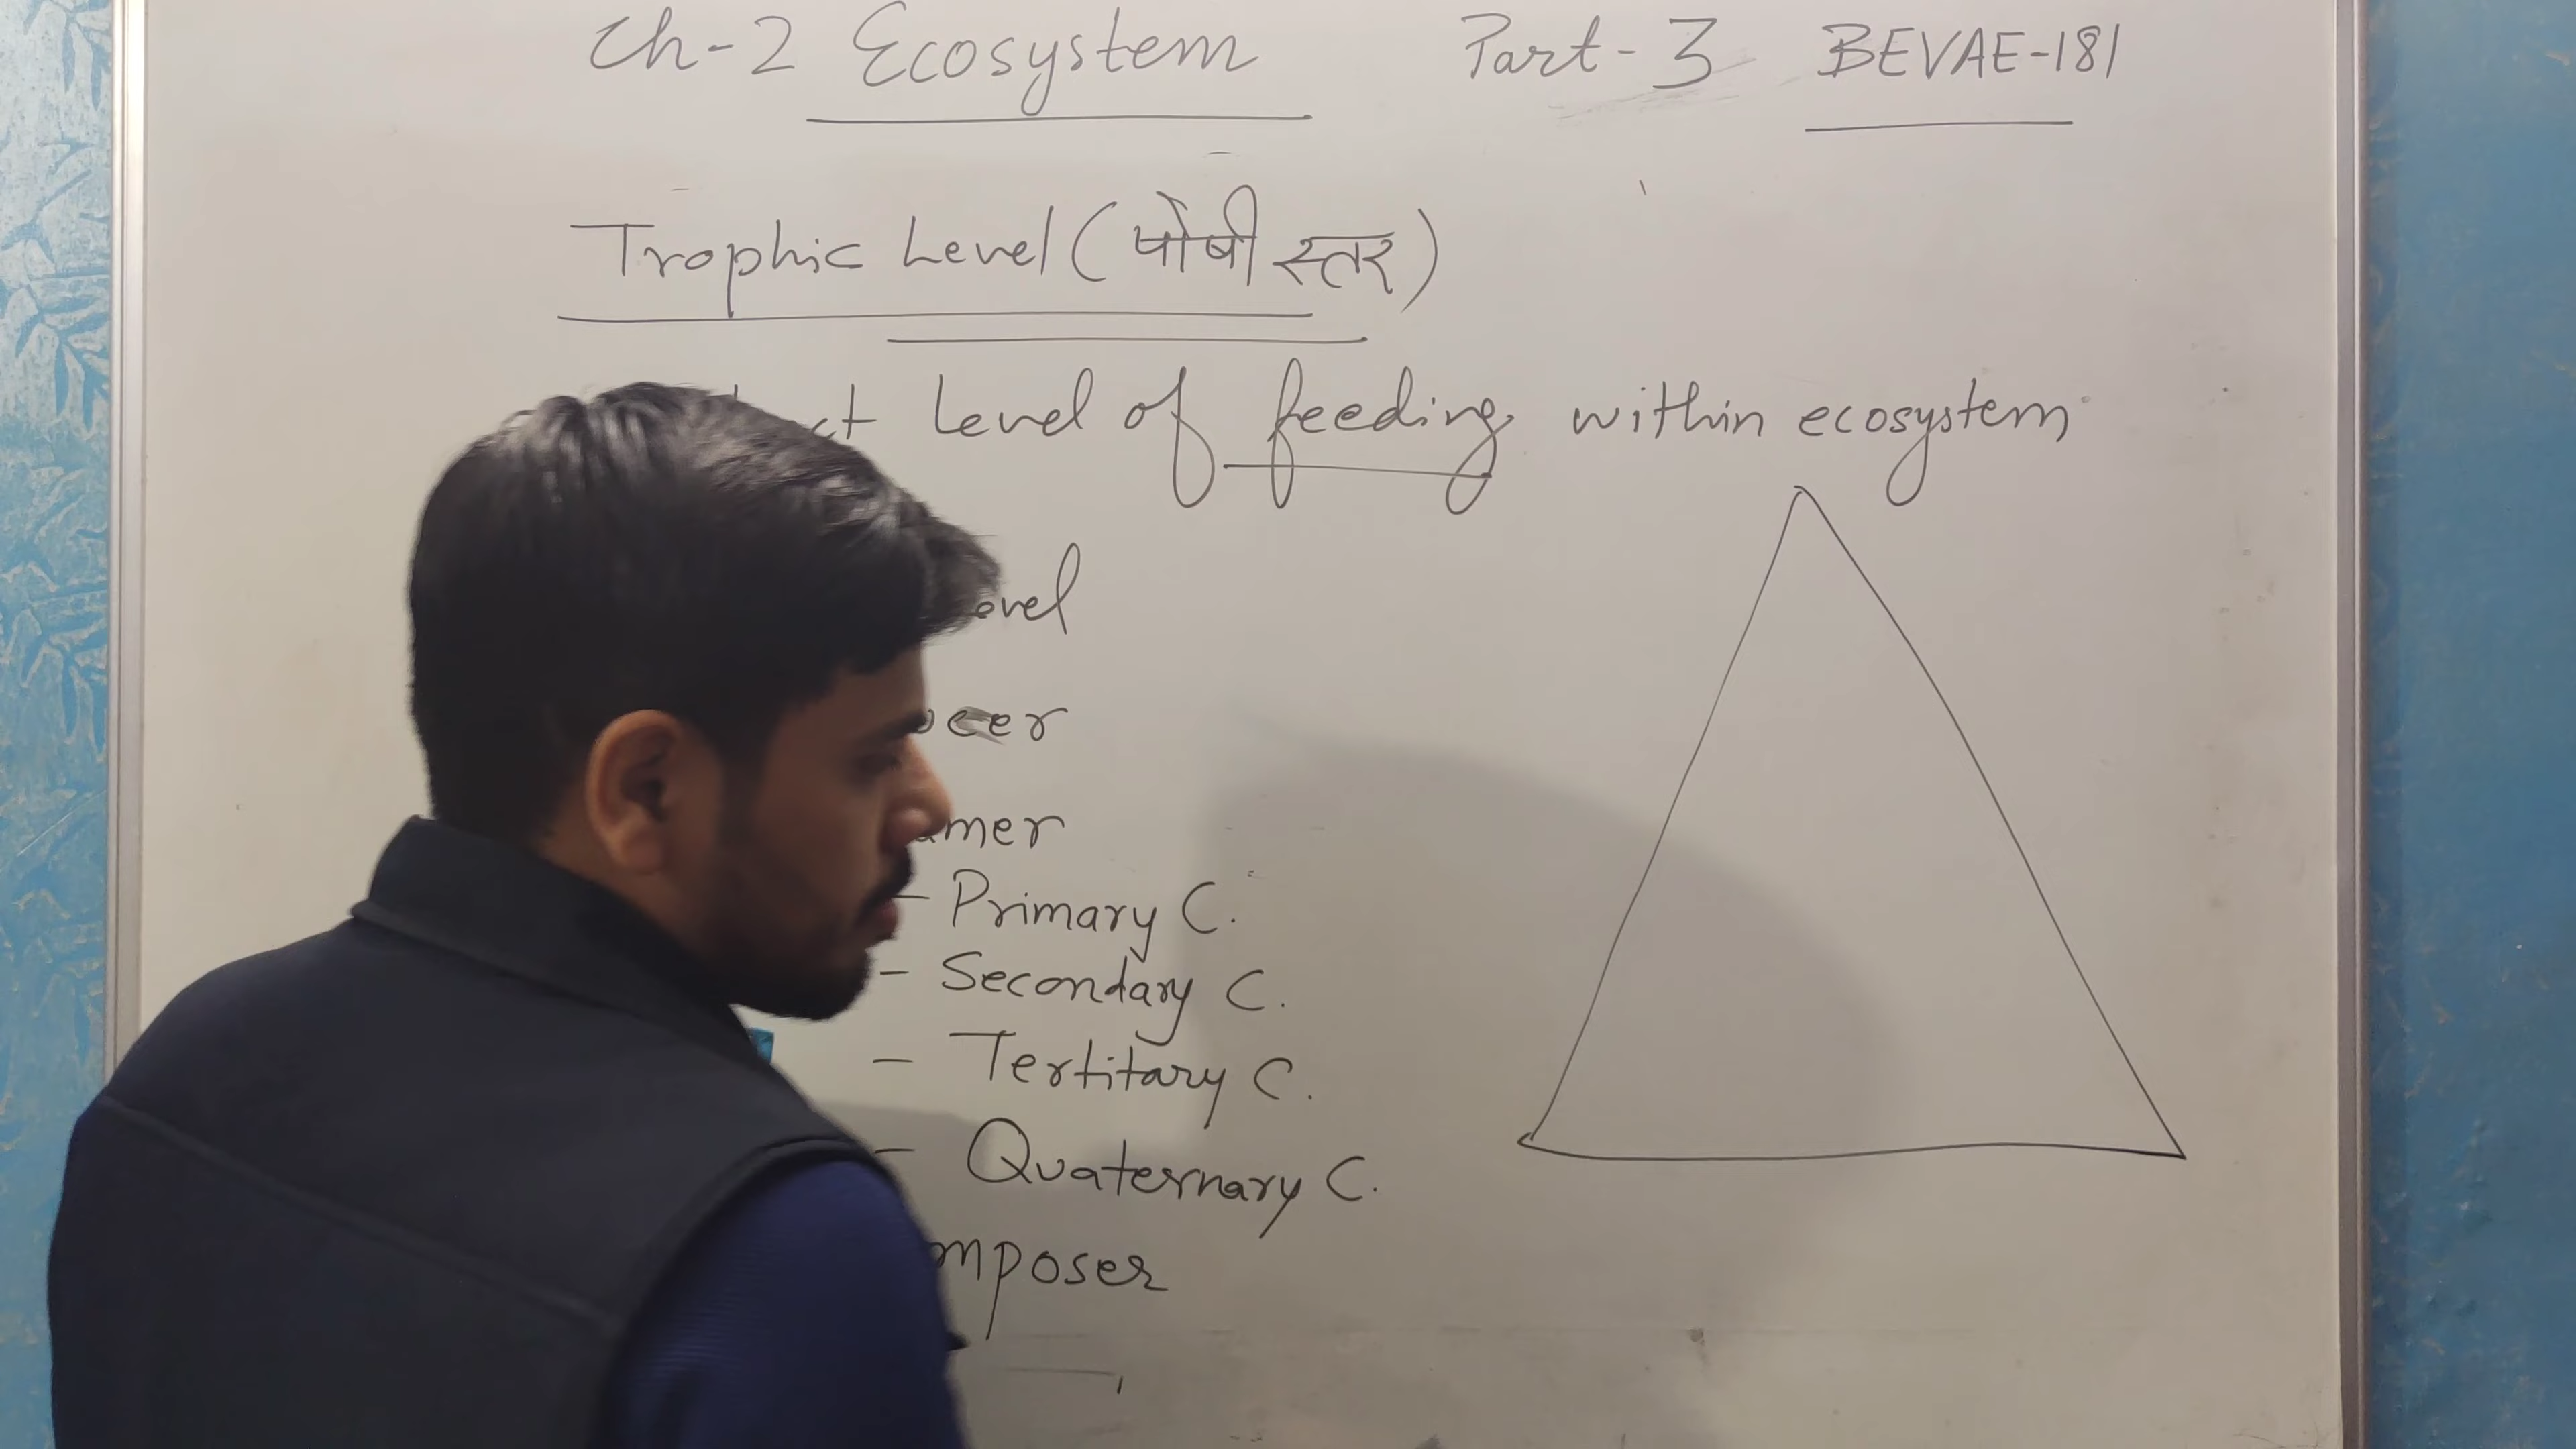 Ch-2 Ecosystem Part-3 BEVAE-181
Trophic Level (पोषी स्तर)
Level of feeding within ecosystem
- Primary C.
- Secondary C.
- Tertitary C.
- Quaternary C.